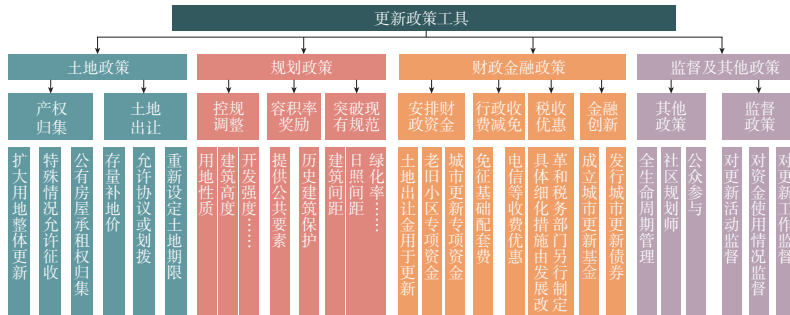 更新政策工具
土地政策
规划政策
财政金融政策
监督及其他政策
产权
归集
土地
出让
控规
调整
容积率
奖励
突破现
有规范
安排财
政资金
行政收
费减免
税收
优惠
金融
创新
其他
政策
监督
政策
扩大用地整体更新
特殊情况允许征收
公有房屋承租权归集
存量补地价
允许协议或划拨
重新设定土地期限
用地性质
建筑高度
开发强度……
提供公共要素
历史建筑保护
建筑间距
日照间距
绿化率……
土地出让金用于更新
老旧小区专项资金
城市更新专项资金
免征基础配套费
电信等收费优惠
具体细化措施由发展改
革和税务部门另行制定
成立城市更新基金
发行城市更新债券
全生命周期管理
社区规划师
公众参与
对更新活动监督
对资金使用情况监督
对更新工作监督